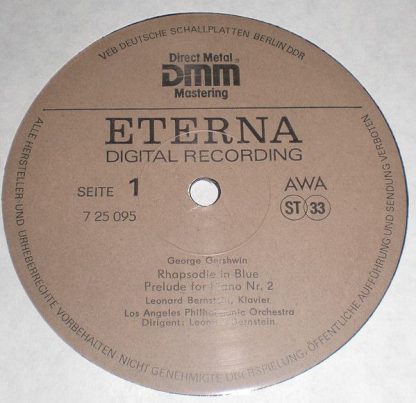 VEB DEUTSCHE SCHALLPLATTEN BERLIN DDR
Direct Metal
DMM
Mastering
ETERNA
DIGITAL RECORDING
SEITE 1
AWA
7 25 095
ST 33
George Gershwin
Rhapsodie in Blue
Prelude for Piano Nr. 2
Leonard Bernstein, Klavier
Los Angeles Philharmonic Orchestra
Dirigent: Leonard Bernstein
ALLE HERSTELLER- UND URHEBERRECHTE VORBEHALTEN NICHT GENEHMIGTE ÜBERSPIELUNG, ÖFFENTLICHE AUFFÜHRUNG UND SENDUNG VERBOTEN